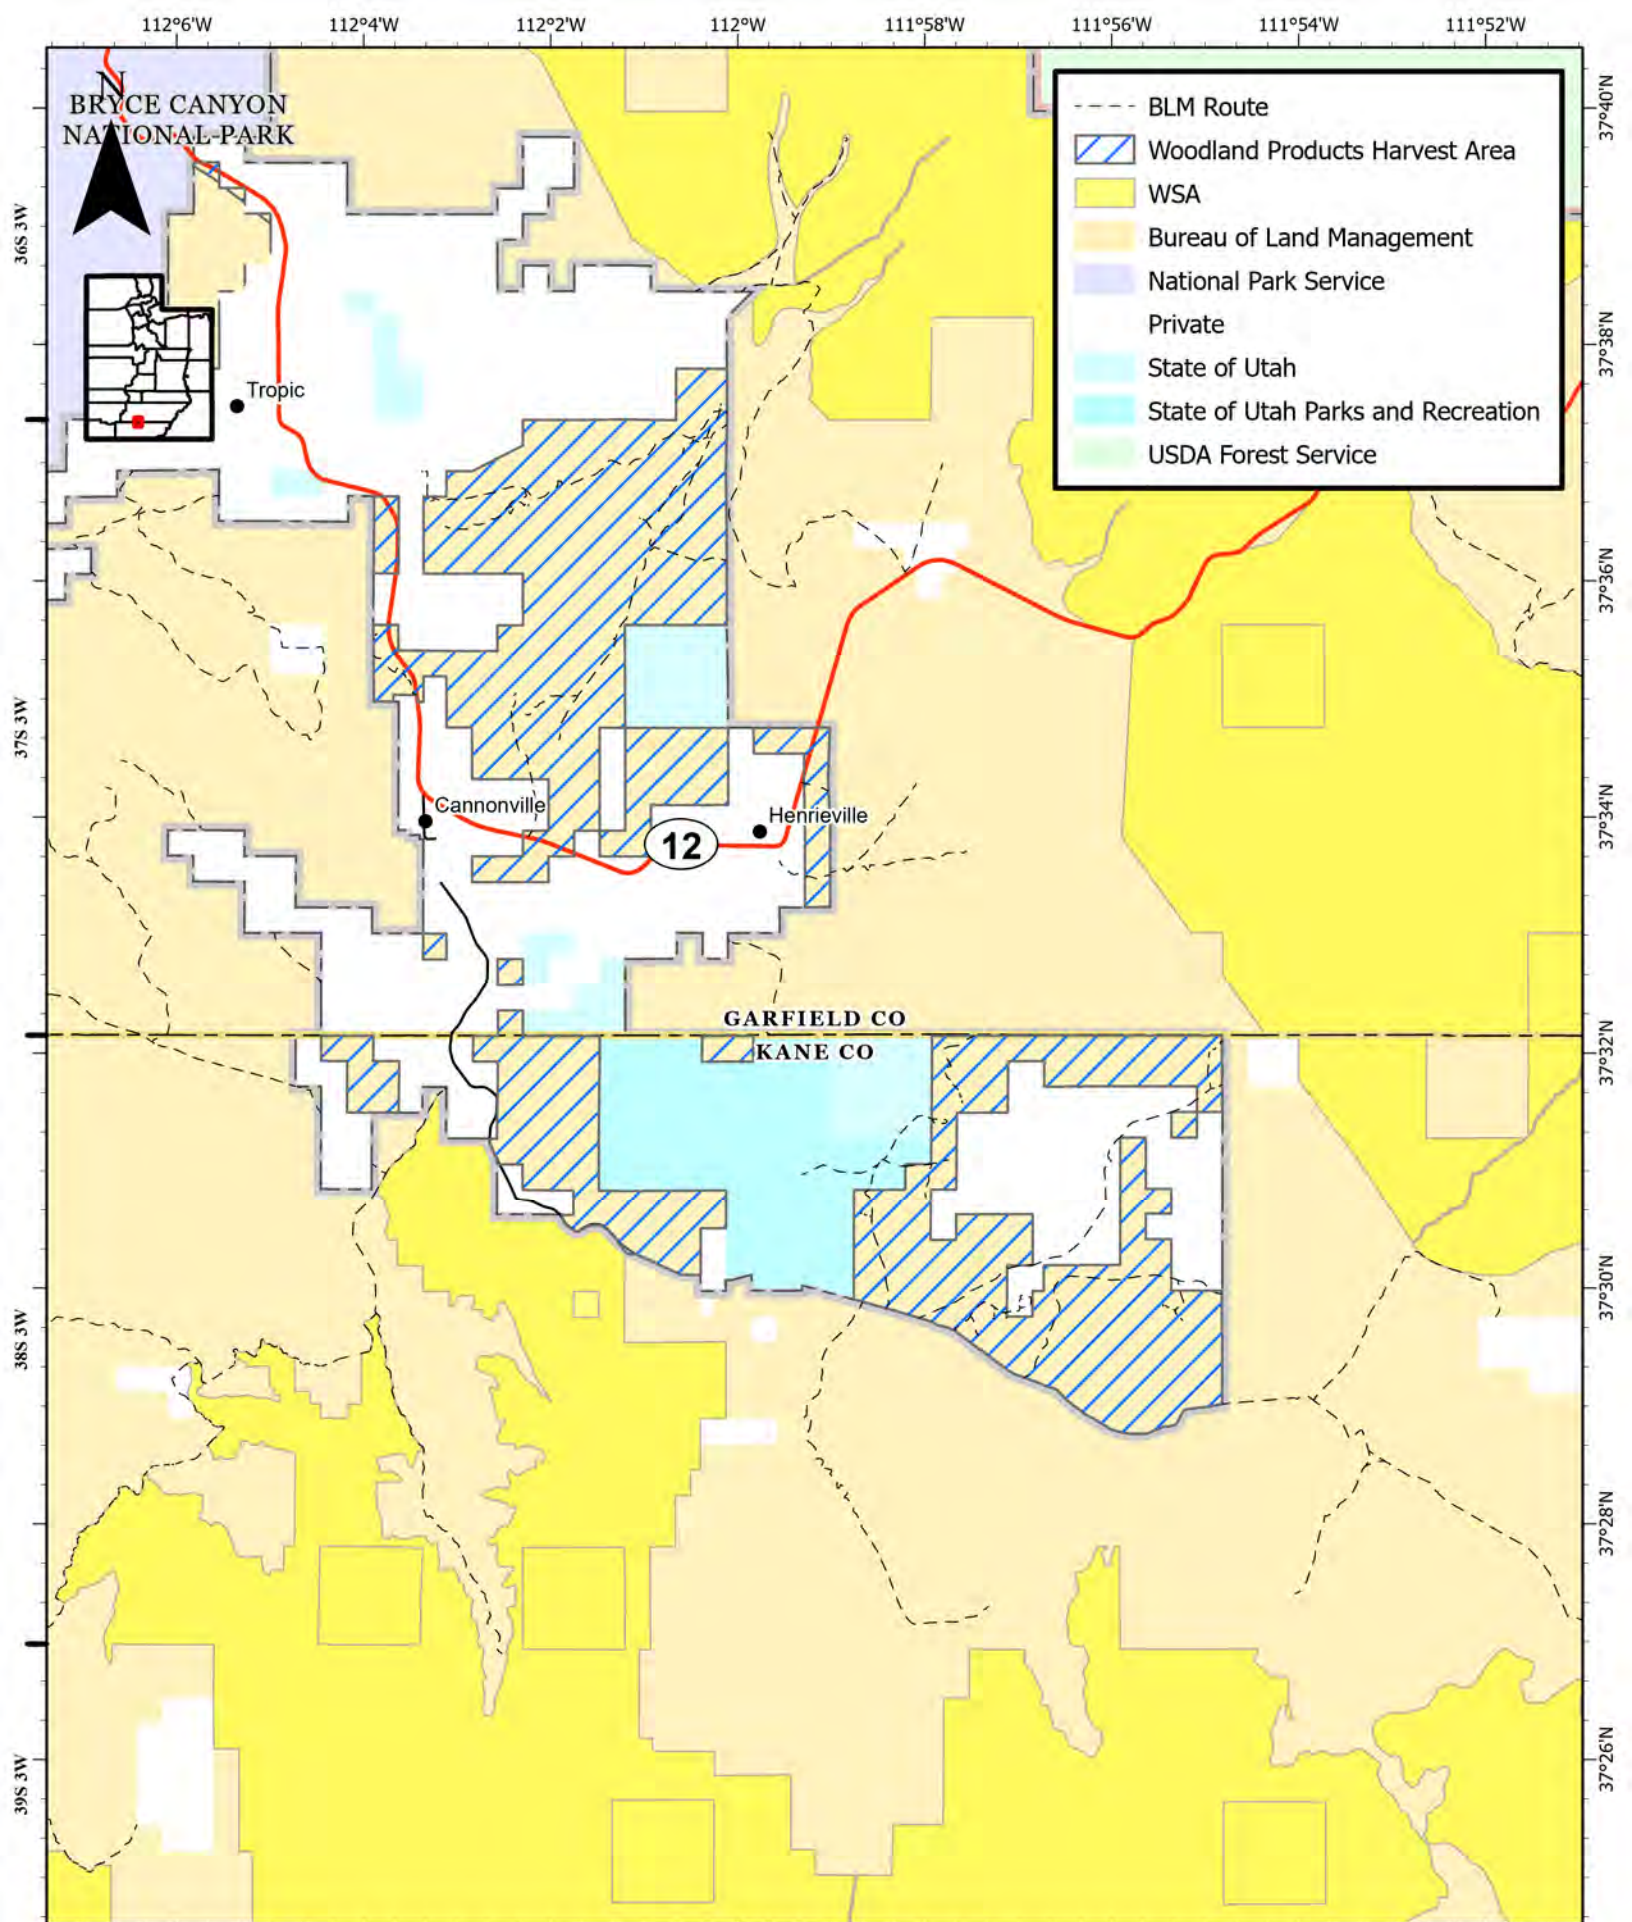 112°6'W 112°4'W 112°2'W 112°W 111°58'W 111°56'W 111°54'W 111°52'W
N
BRYCE CANYON
NATIONAL PARK
BLM Route
Woodland Products Harvest Area
WSA
Bureau of Land Management
National Park Service
Private
State of Utah
State of Utah Parks and Recreation
USDA Forest Service
37°40'N
36S 3W
37°38'N
Tropic
37°36'N
37S 3W
Cannonville
Henrieville
37°34'N
12
GARFIELD CO
KANE CO
37°32'N
37°30'N
38S 3W
37°28'N
37°26'N
39S 3W